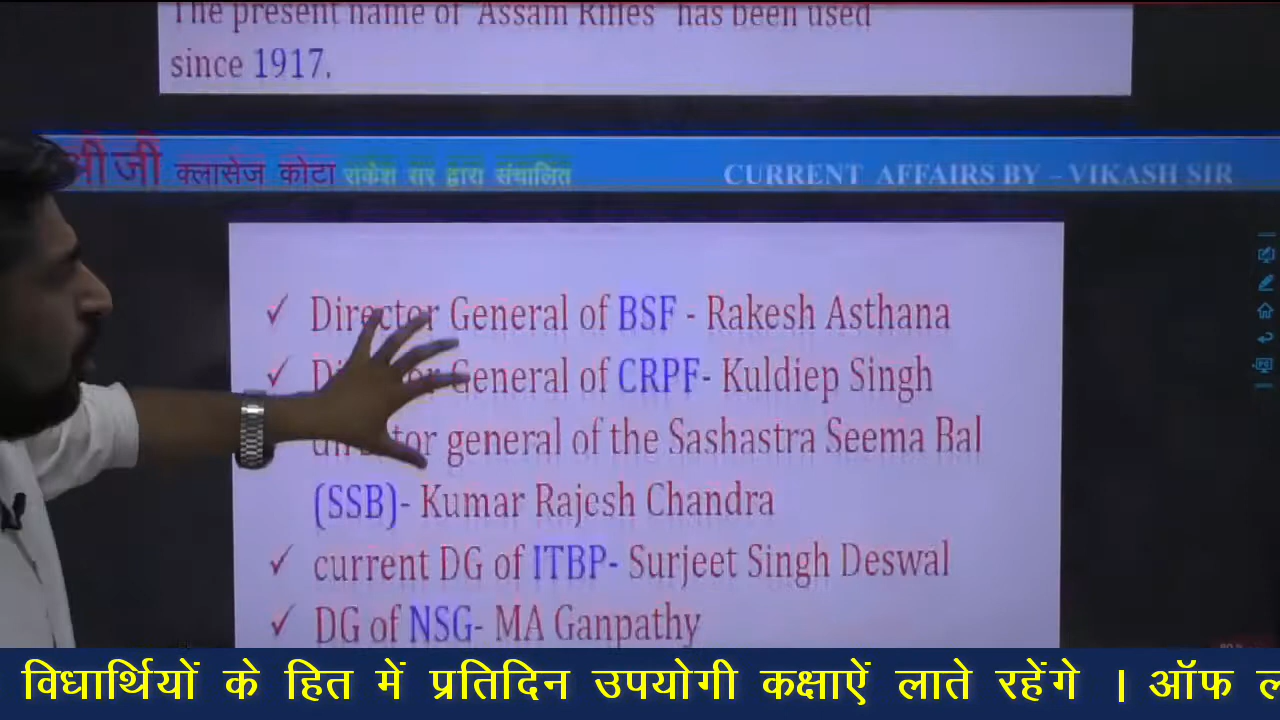 The present name of 'Assam Rifles' has been used
since 1917.
श्रीजी क्लासेज कोटा राकेश सर द्वारा संचालित CURRENT AFFAIRS BY – VIKASH SIR
✓ Director General of BSF - Rakesh Asthana
✓ Director General of CRPF- Kuldiep Singh
director general of the Sashastra Seema Bal
(SSB)- Kumar Rajesh Chandra
✓ current DG of ITBP- Surjeet Singh Deswal
✓ DG of NSG- MA Ganpathy
विधार्थियों के हित में प्रतिदिन उपयोगी कक्षाऐं लाते रहेंगे । ऑफ ल